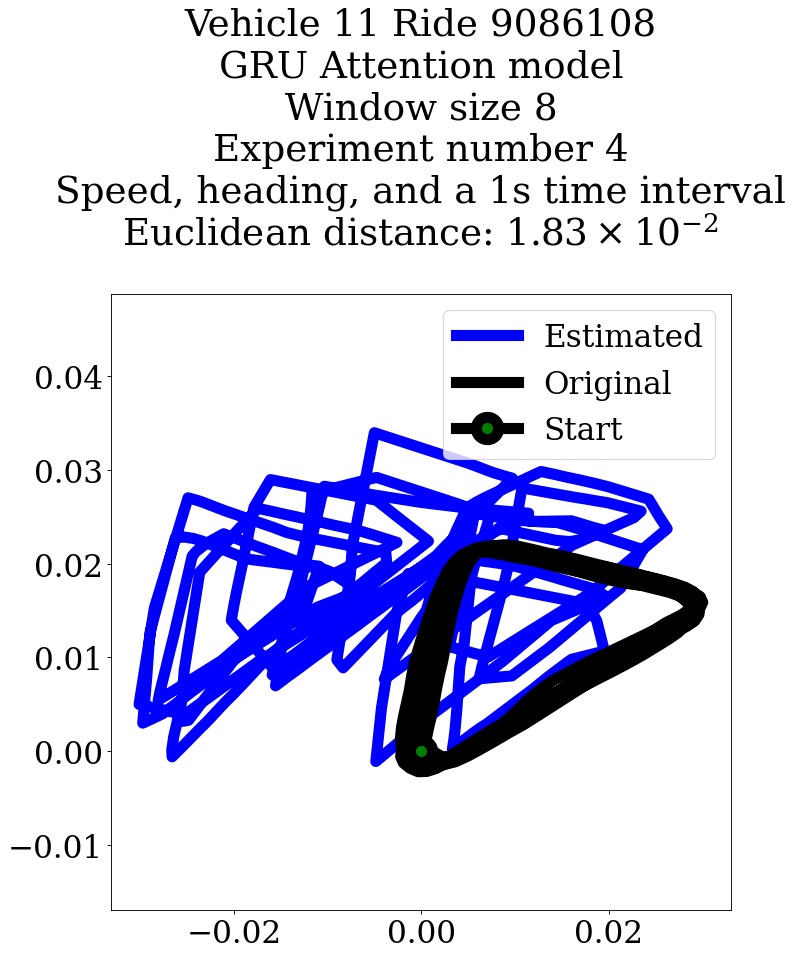 Vehicle 11 Ride 9086108
GRU Attention model
Window size 8
Experiment number 4
Speed, heading, and a 1s time interval
Euclidean distance: 1.83 × 10⁻²
Estimated
Original
Start
0.04
0.03
0.02
0.01
0.00
−0.01
−0.02
0.00
0.02